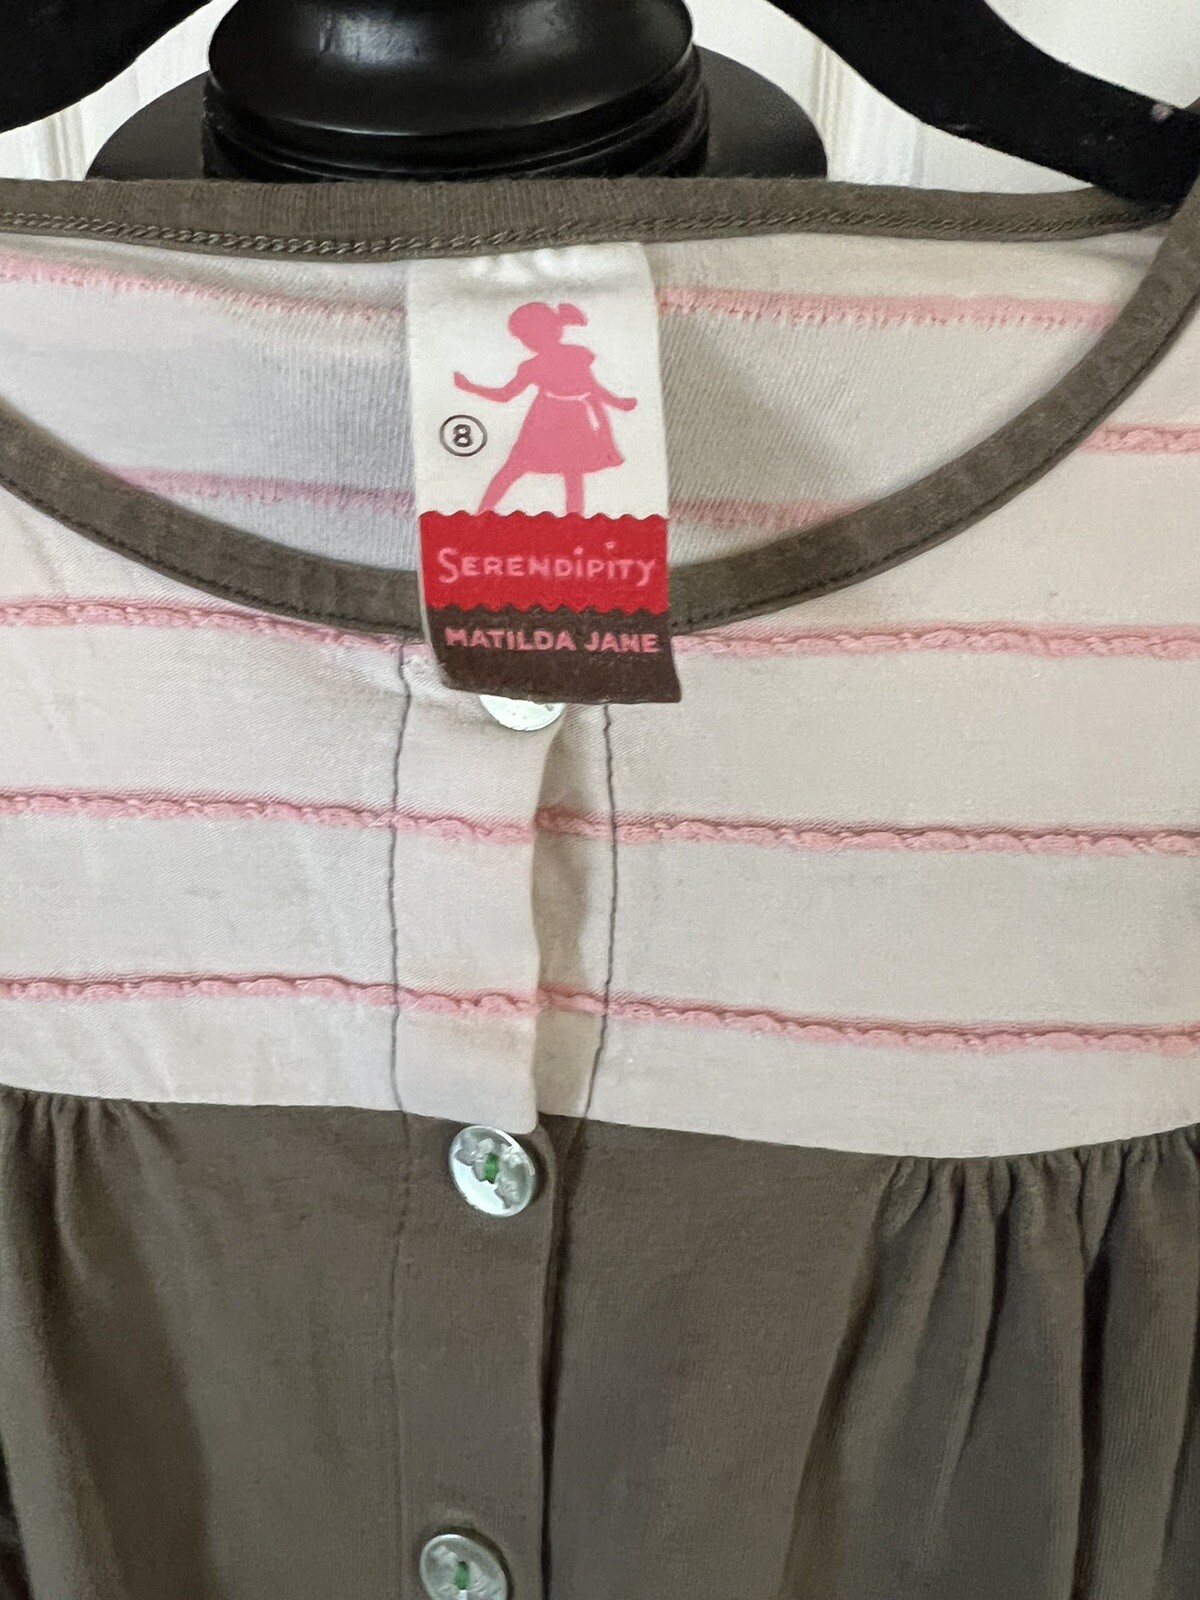 8
SERENDiPiTY
MATILDA JANE